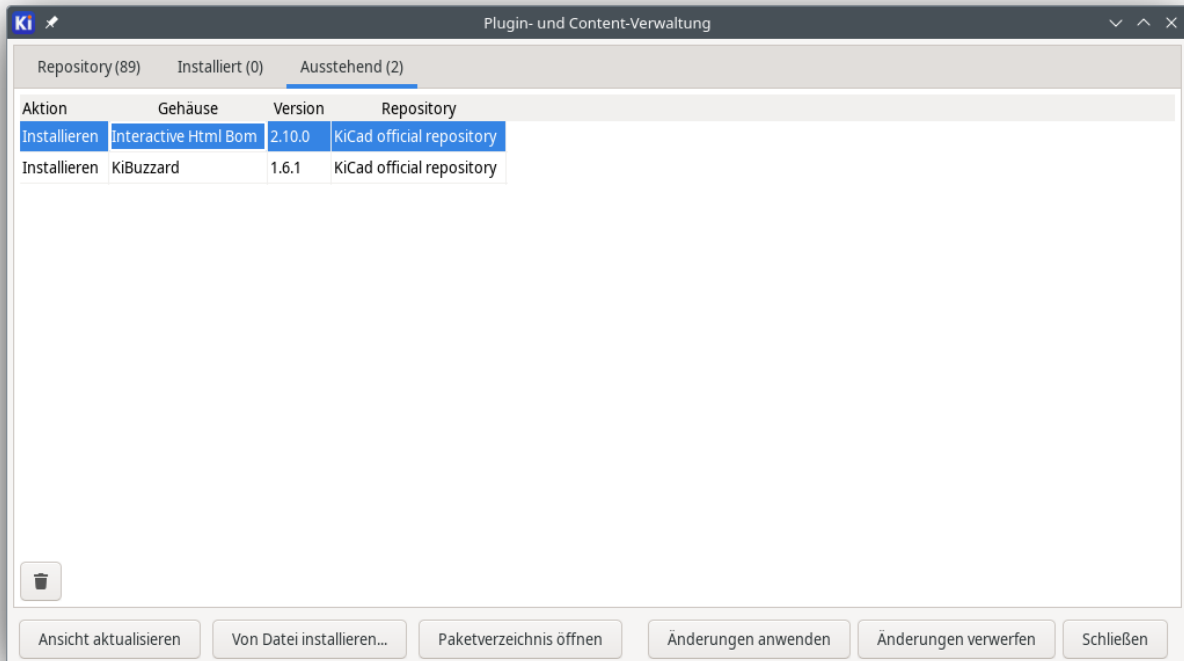 Ki Plugin- und Content-Verwaltung
Repository (89) Installiert (0) Ausstehend (2)
Aktion Gehäuse Version Repository
Installieren Interactive Html Bom 2.10.0 KiCad official repository
Installieren KiBuzzard 1.6.1 KiCad official repository
Ansicht aktualisieren Von Datei installieren... Paketverzeichnis öffnen Änderungen anwenden Änderungen verwerfen Schließen